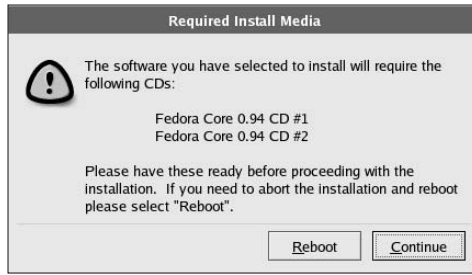 Required Install Media
The software you have selected to install will require the
following CDs:
Fedora Core 0.94 CD #1
Fedora Core 0.94 CD #2
Please have these ready before proceeding with the
installation.  If you need to abort the installation and reboot
please select "Reboot".
Reboot
Continue